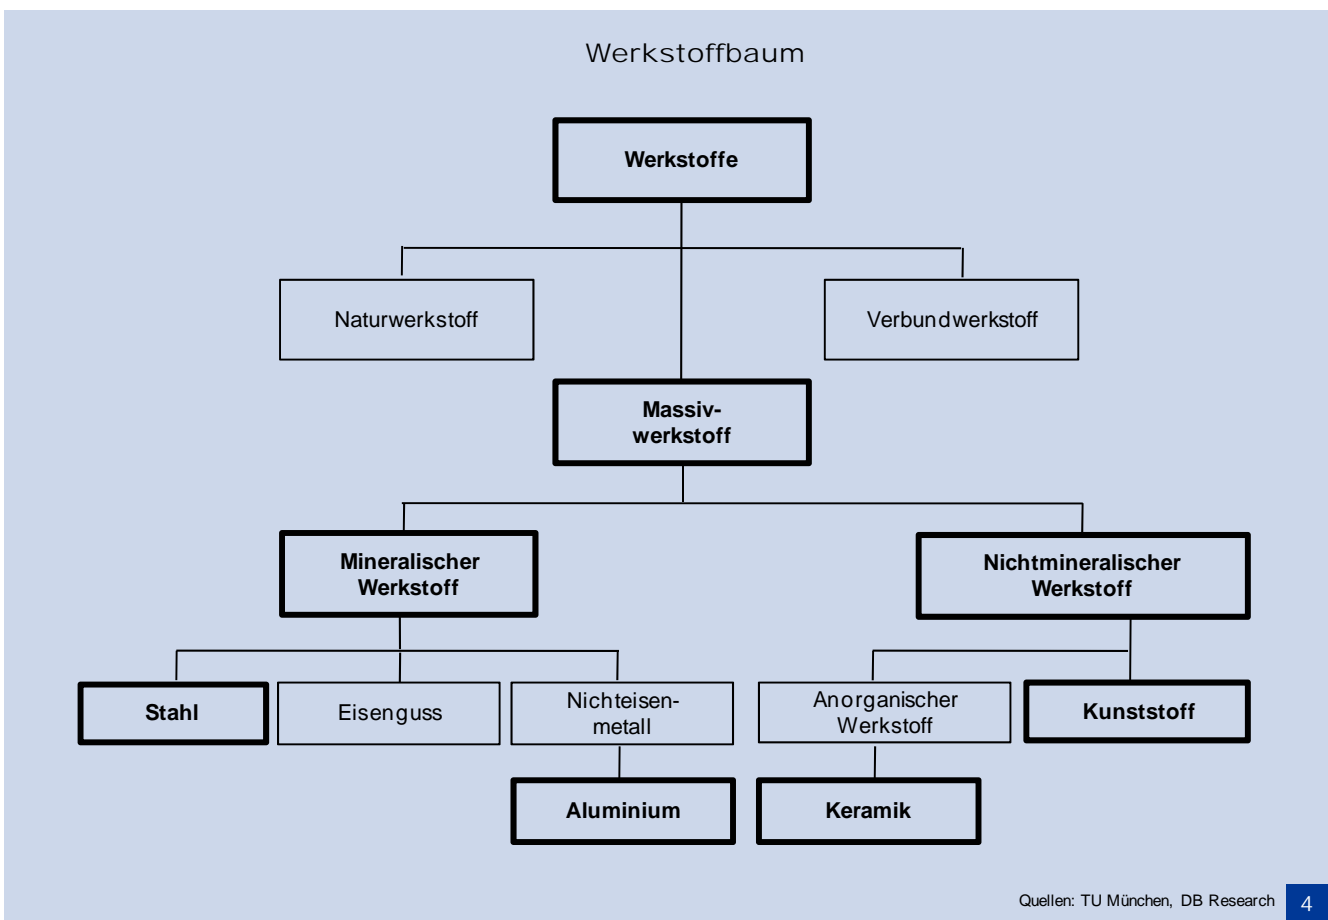 Werkstoffbaum
Werkstoffe
Naturwerkstoff
Verbundwerkstoff
Massiv-
werkstoff
Mineralischer
Werkstoff
Nichtmineralischer
Werkstoff
Stahl
Eisenguss
Nichteisen-
metall
Anorganischer
Werkstoff
Kunststoff
Aluminium
Keramik
Quellen: TU München, DB Research
4